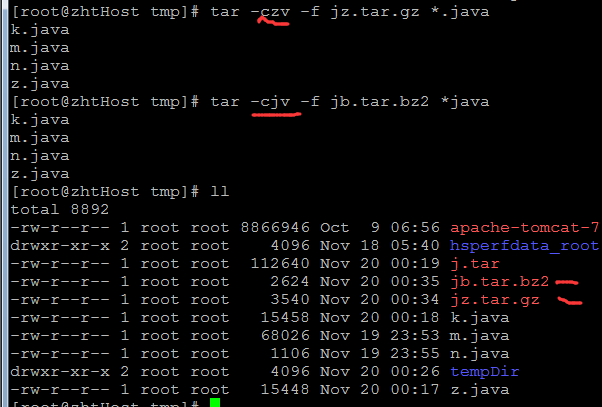 [root@zhtHost tmp]# tar -czv -f jz.tar.gz *.java
k.java
m.java
n.java
z.java
[root@zhtHost tmp]# tar -cjv -f jb.tar.bz2 *java
k.java
m.java
n.java
z.java
[root@zhtHost tmp]# ll
total 8892
-rw-r--r-- 1 root root 8866946 Oct  9 06:56 apache-tomcat-7
drwxr-xr-x 2 root root    4096 Nov 18 05:40 hsperfdata_root
-rw-r--r-- 1 root root  112640 Nov 20 00:19 j.tar
-rw-r--r-- 1 root root    2624 Nov 20 00:35 jb.tar.bz2
-rw-r--r-- 1 root root    3540 Nov 20 00:34 jz.tar.gz
-rw-r--r-- 1 root root   15458 Nov 20 00:18 k.java
-rw-r--r-- 1 root root   68026 Nov 19 23:53 m.java
-rw-r--r-- 1 root root    1106 Nov 19 23:55 n.java
drwxr-xr-x 2 root root    4096 Nov 20 00:26 tempDir
-rw-r--r-- 1 root root   15448 Nov 20 00:17 z.java
[root@zhtHost tmp]#